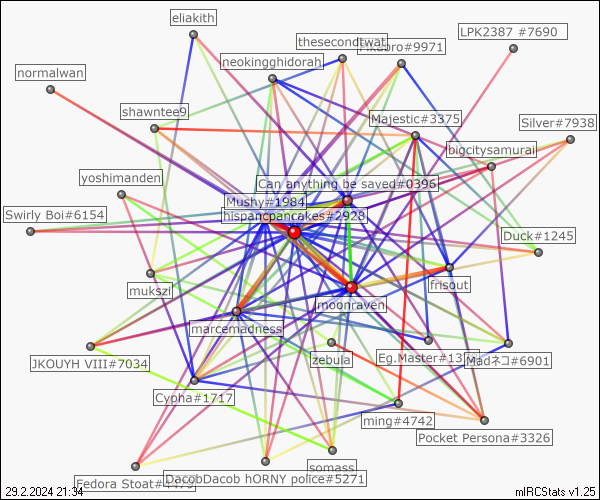 eliakith
LPK2387 #7690
thesecondtwat
#9971
neokingghidorah
normalwan
shawntee9
Majestic#3375
Silver#7938
bigcitysamurai
yoshimanden
Can anything be saved#0396
Mushy#1984
Swirly Boi#6154
hispanicpancakes#2928
Duck#1245
mukszi
frisout
moonraven
marcemadness
zebula
Eg.Master#13
Madネコ#6901
JKOUYH VIII#7034
Cypha#1717
ming#4742
Pocket Persona#3326
somass
Fedora Stoat#4479
DacobDacob hORNY police#5271
29.2.2024 21:34
mIRCStats v1.25